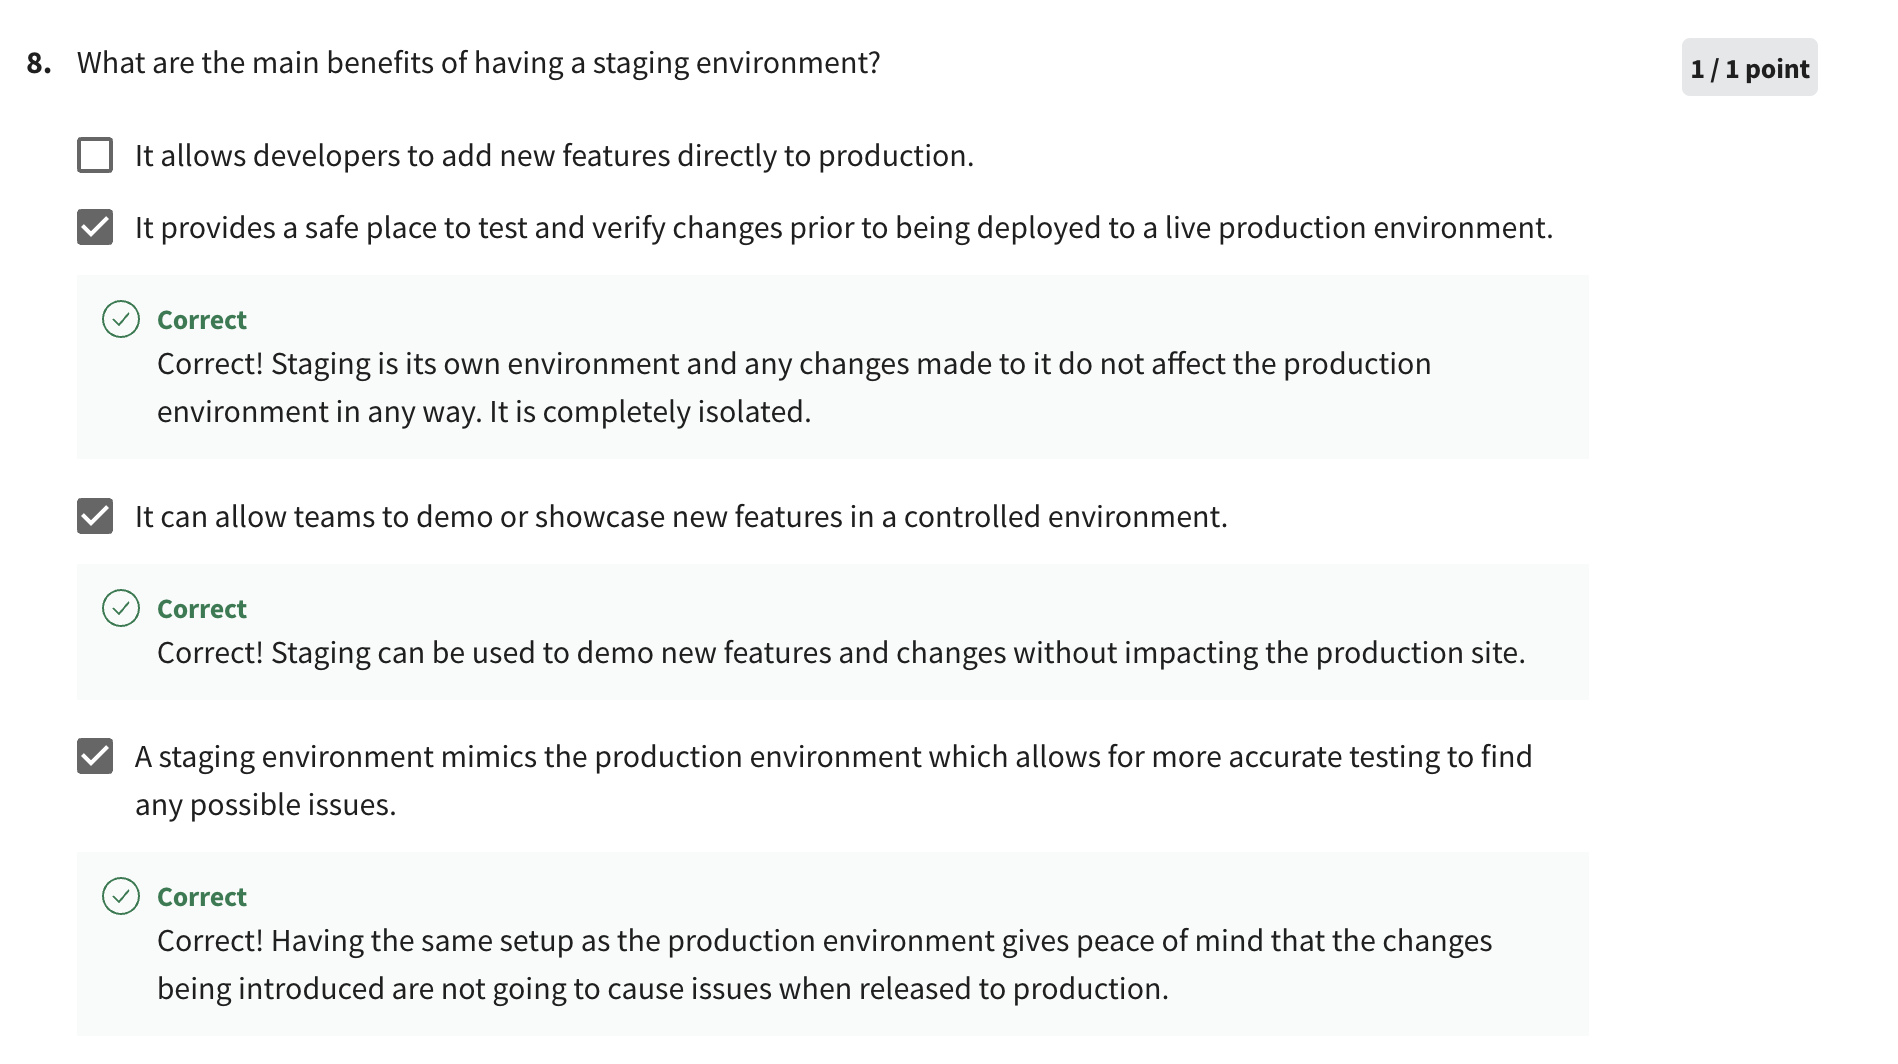 8. What are the main benefits of having a staging environment?
1 / 1 point
It allows developers to add new features directly to production.
It provides a safe place to test and verify changes prior to being deployed to a live production environment.
Correct
Correct! Staging is its own environment and any changes made to it do not affect the production
environment in any way. It is completely isolated.
It can allow teams to demo or showcase new features in a controlled environment.
Correct
Correct! Staging can be used to demo new features and changes without impacting the production site.
A staging environment mimics the production environment which allows for more accurate testing to find
any possible issues.
Correct
Correct! Having the same setup as the production environment gives peace of mind that the changes
being introduced are not going to cause issues when released to production.